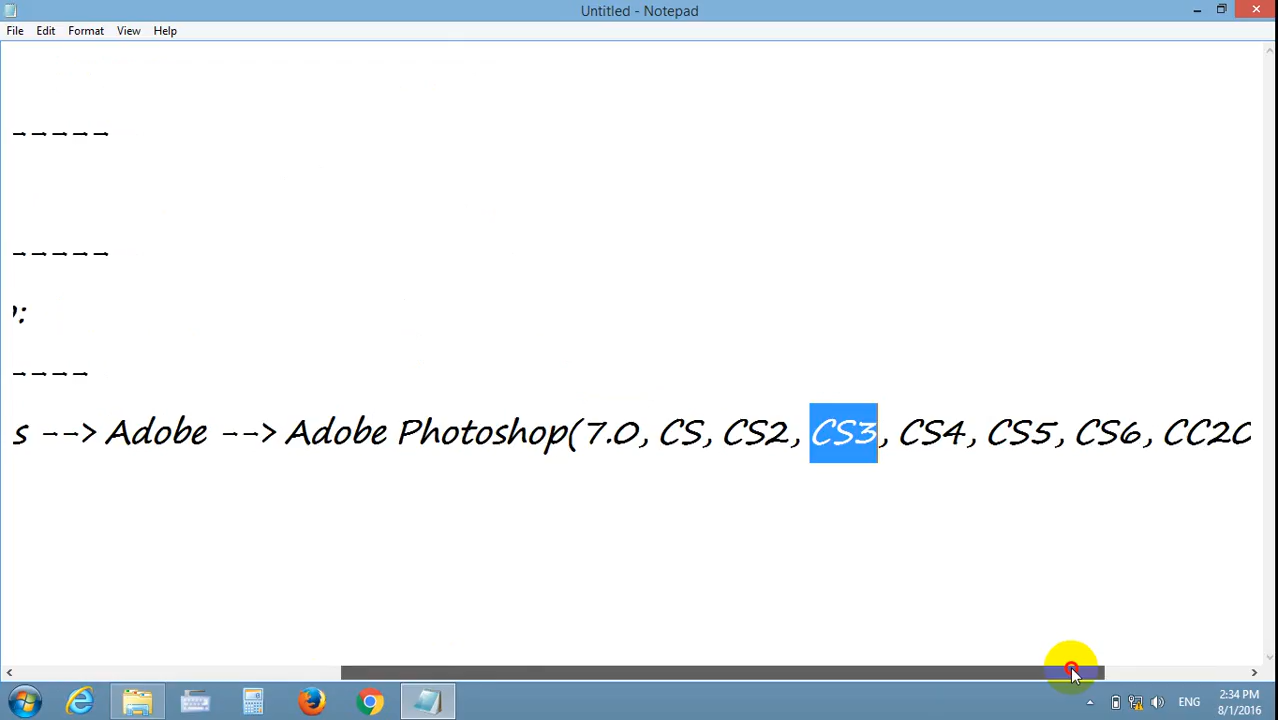 Untitled - Notepad
File Edit Format View Help
-----
-----
:
----
s --> Adobe --> Adobe Photoshop(7.0, CS, CS2, CS3, CS4, CS5, CS6, CC20
ENG
2:34 PM
8/1/2016